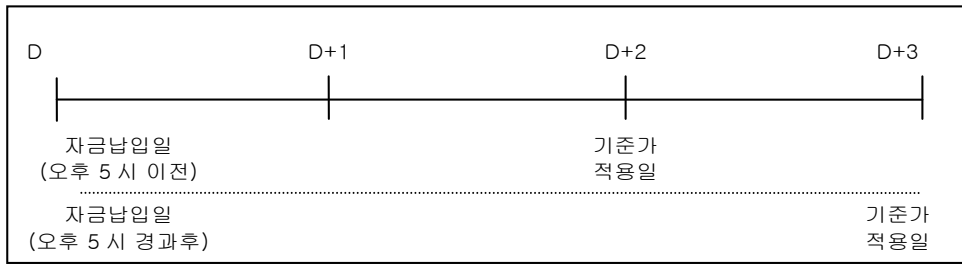 D D+1 D+2 D+3
자금납입일 기준가
(오후 5 시 이전) 적용일
자금납입일 기준가
(오후 5 시 경과후) 적용일